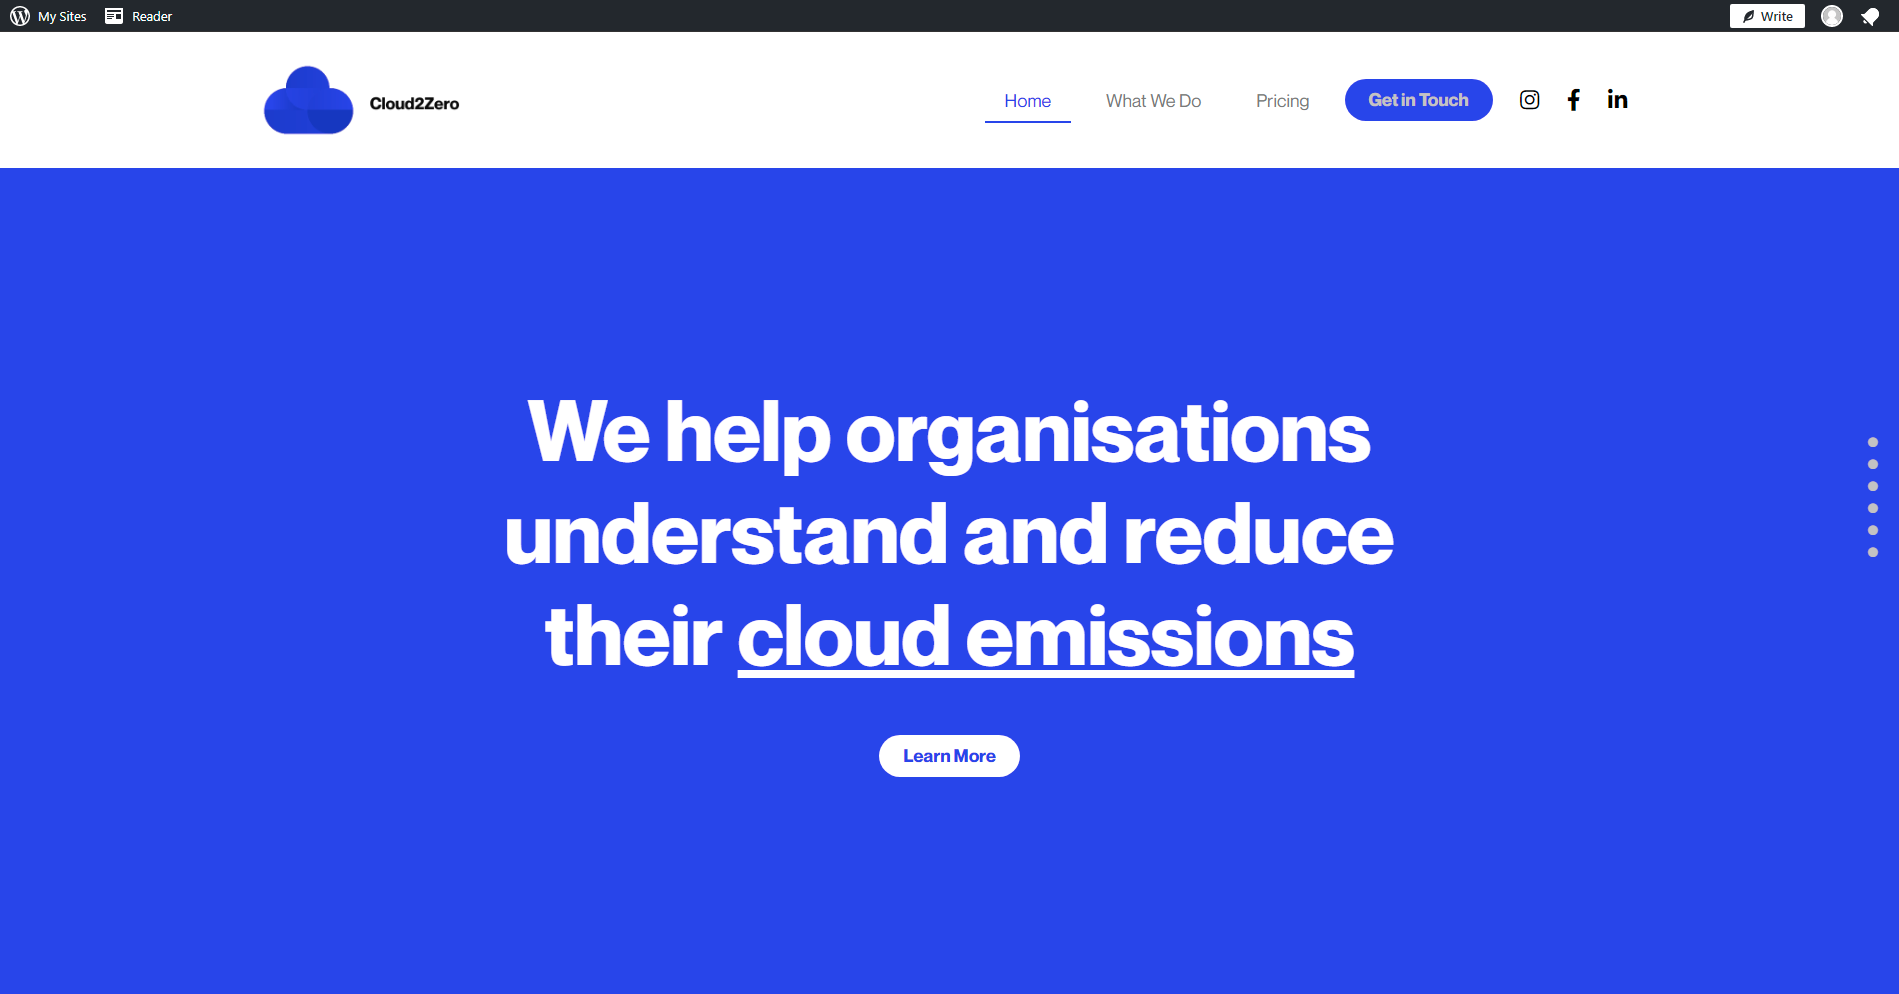 My Sites
Reader
Write
Cloud2Zero
Home
What We Do
Pricing
Get in Touch
We help organisations
understand and reduce
their cloud emissions
Learn More